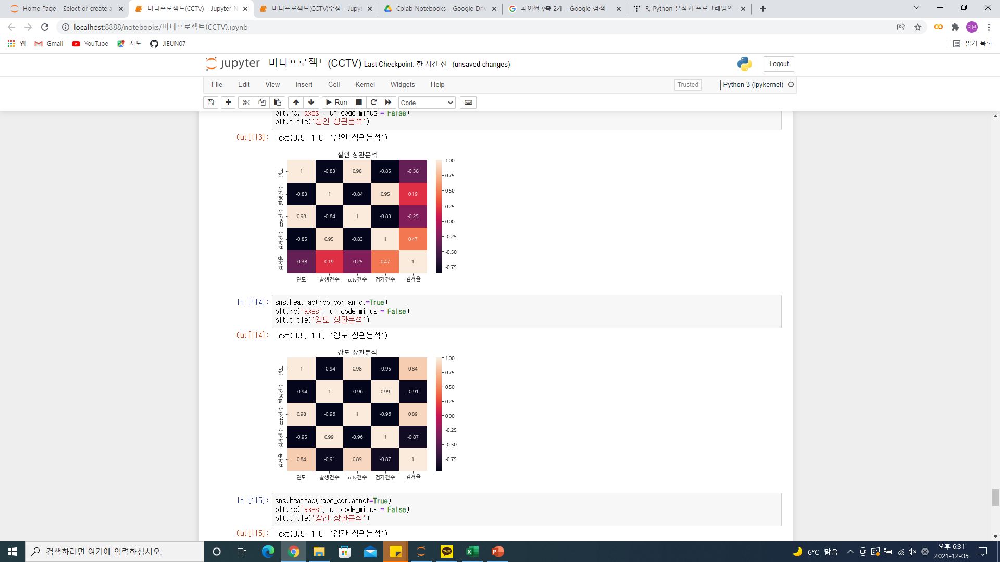 Home Page - Select or create a
미니프로젝트(CCTV) - Jupyter N
미니프로젝트(CCTV)수정 - Jupyt
Colab Notebooks - Google Driv
파이썬 y축 2개 - Google 검색
R, Python 분석과 프로그래밍의
localhost:8888/notebooks/미니프로젝트(CCTV).ipynb
지은
앱
Gmail
YouTube
지도
JIEUN07
읽기 목록
jupyter 미니프로젝트(CCTV) Last Checkpoint: 한 시간 전 (unsaved changes)
Logout
File Edit View Insert Cell Kernel Widgets Help
Trusted
Python 3 (ipykernel)
Run
Code
plt.rc("axes", unicode_minus = False)
plt.title('살인 상관분석')
Out[113]: Text(0.5, 1.0, '살인 상관분석')
살인 상관분석
연도 1 -0.83 0.98 -0.85 -0.38
발생건수 -0.83 1 -0.84 0.95 0.19
cctv건수 0.98 -0.84 1 -0.83 -0.25
검거건수 -0.85 0.95 -0.83 1 0.47
검거율 -0.38 0.19 -0.25 0.47 1
연도 발생건수 cctv건수 검거건수 검거율
1.00
0.75
0.50
0.25
0.00
-0.25
-0.50
-0.75
In [114]: sns.heatmap(rob_cor,annot=True)
plt.rc("axes", unicode_minus = False)
plt.title('강도 상관분석')
Out[114]: Text(0.5, 1.0, '강도 상관분석')
강도 상관분석
연도 1 -0.94 0.98 -0.95 0.84
발생건수 -0.94 1 -0.96 0.99 -0.91
cctv건수 0.98 -0.96 1 -0.96 0.89
검거건수 -0.95 0.99 -0.96 1 -0.87
검거율 0.84 -0.91 0.89 -0.87 1
연도 발생건수 cctv건수 검거건수 검거율
1.00
0.75
0.50
0.25
0.00
-0.25
-0.50
-0.75
In [115]: sns.heatmap(rape_cor,annot=True)
plt.rc("axes", unicode_minus = False)
plt.title('강간 상관분석')
Out[115]: Text(0.5, 1.0, '강간 상관분석')
검색하려면 여기에 입력하십시오.
TALK
6°C 맑음
오후 6:31
2021-12-05